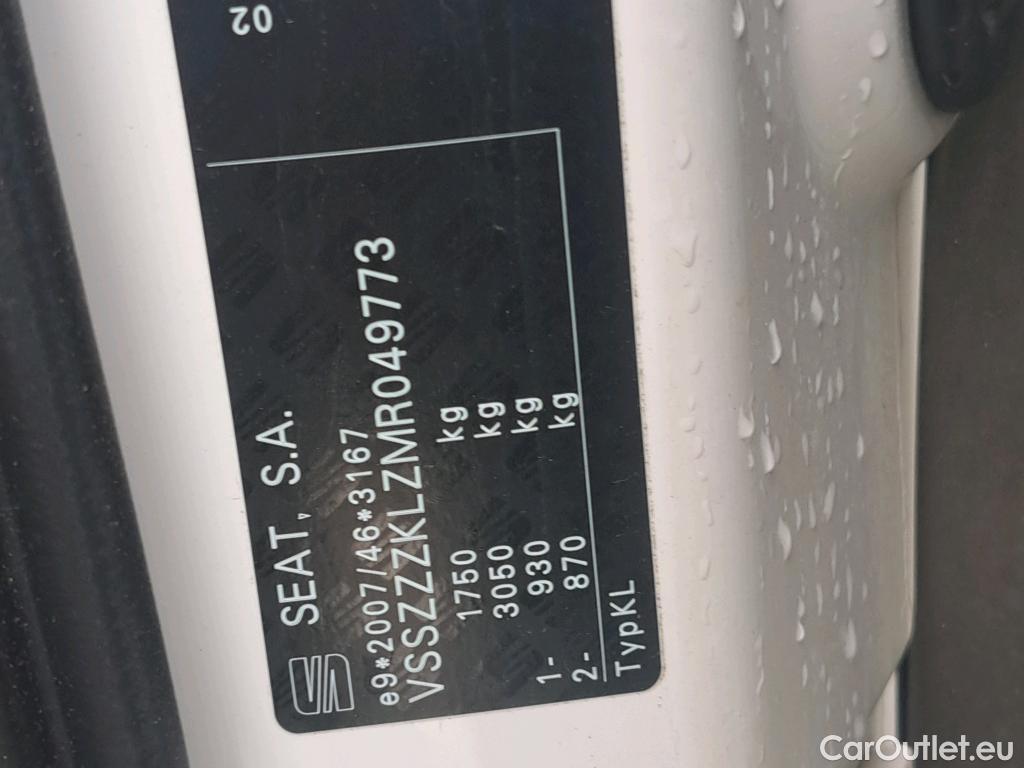 SEAT, S.A.
e9*2007/46*3167
VSSZZZKLZMR049773
1750 kg
3050 kg
1- 930 kg
2- 870 kg
TypKL
02
CarOutlet.eu